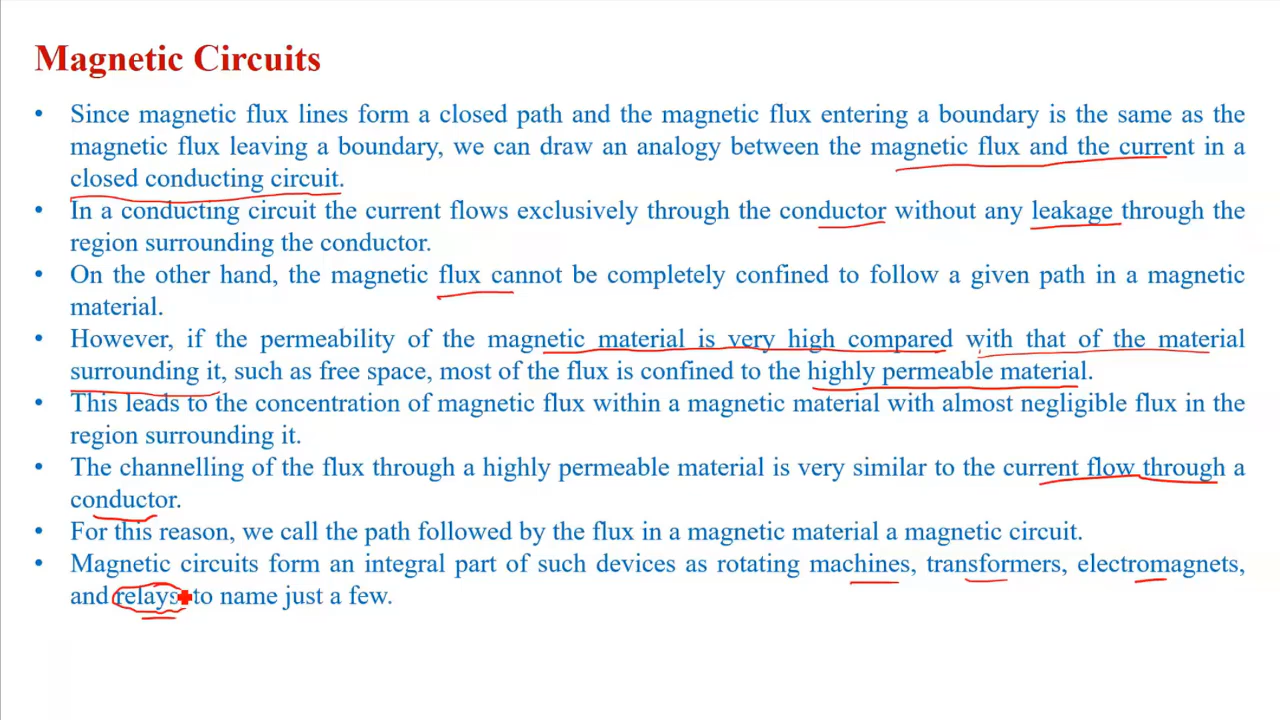 Magnetic Circuits
• Since magnetic flux lines form a closed path and the magnetic flux entering a boundary is the same as the
magnetic flux leaving a boundary, we can draw an analogy between the magnetic flux and the current in a
closed conducting circuit.
• In a conducting circuit the current flows exclusively through the conductor without any leakage through the
region surrounding the conductor.
• On the other hand, the magnetic flux cannot be completely confined to follow a given path in a magnetic
material.
• However, if the permeability of the magnetic material is very high compared with that of the material
surrounding it, such as free space, most of the flux is confined to the highly permeable material.
• This leads to the concentration of magnetic flux within a magnetic material with almost negligible flux in the
region surrounding it.
• The channelling of the flux through a highly permeable material is very similar to the current flow through a
conductor.
• For this reason, we call the path followed by the flux in a magnetic material a magnetic circuit.
• Magnetic circuits form an integral part of such devices as rotating machines, transformers, electromagnets,
and relays to name just a few.